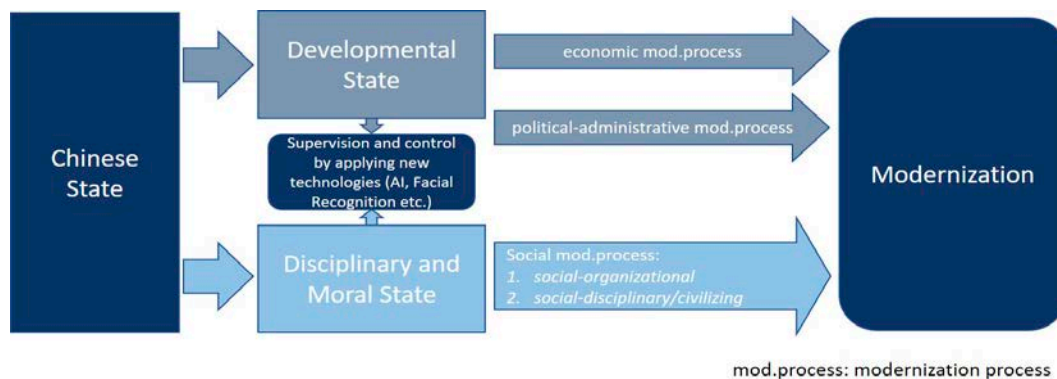 Chinese
State
Developmental
State
Supervision and control
by applying new
technologies (AI, Facial
Recognition etc.)
Disciplinary and
Moral State
economic mod.process
political-administrative mod.process
Social mod.process:
1. social-organizational
2. social-disciplinary/civilizing
Modernization
mod.process: modernization process